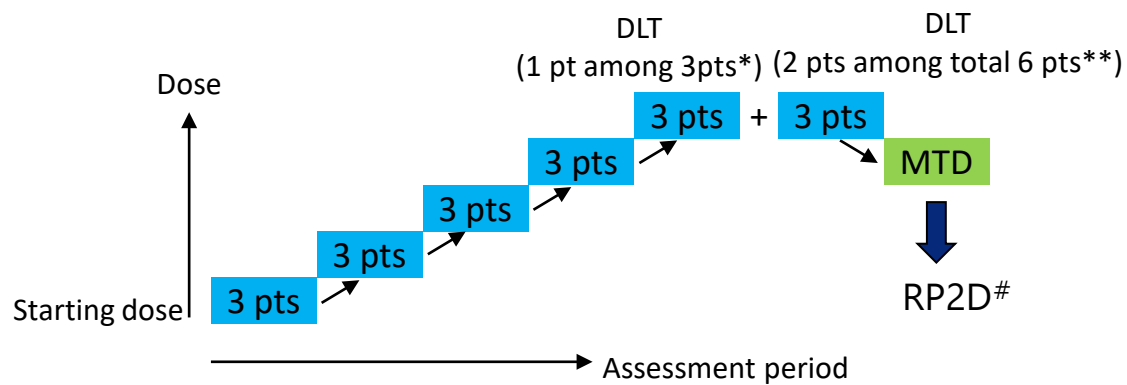 DLT
(1 pt among 3pts*)
DLT
(2 pts among total 6 pts**)
Dose
3 pts + 3 pts
3 pts
MTD
3 pts
3 pts
RP2D#
3 pts
Starting dose
Assessment period